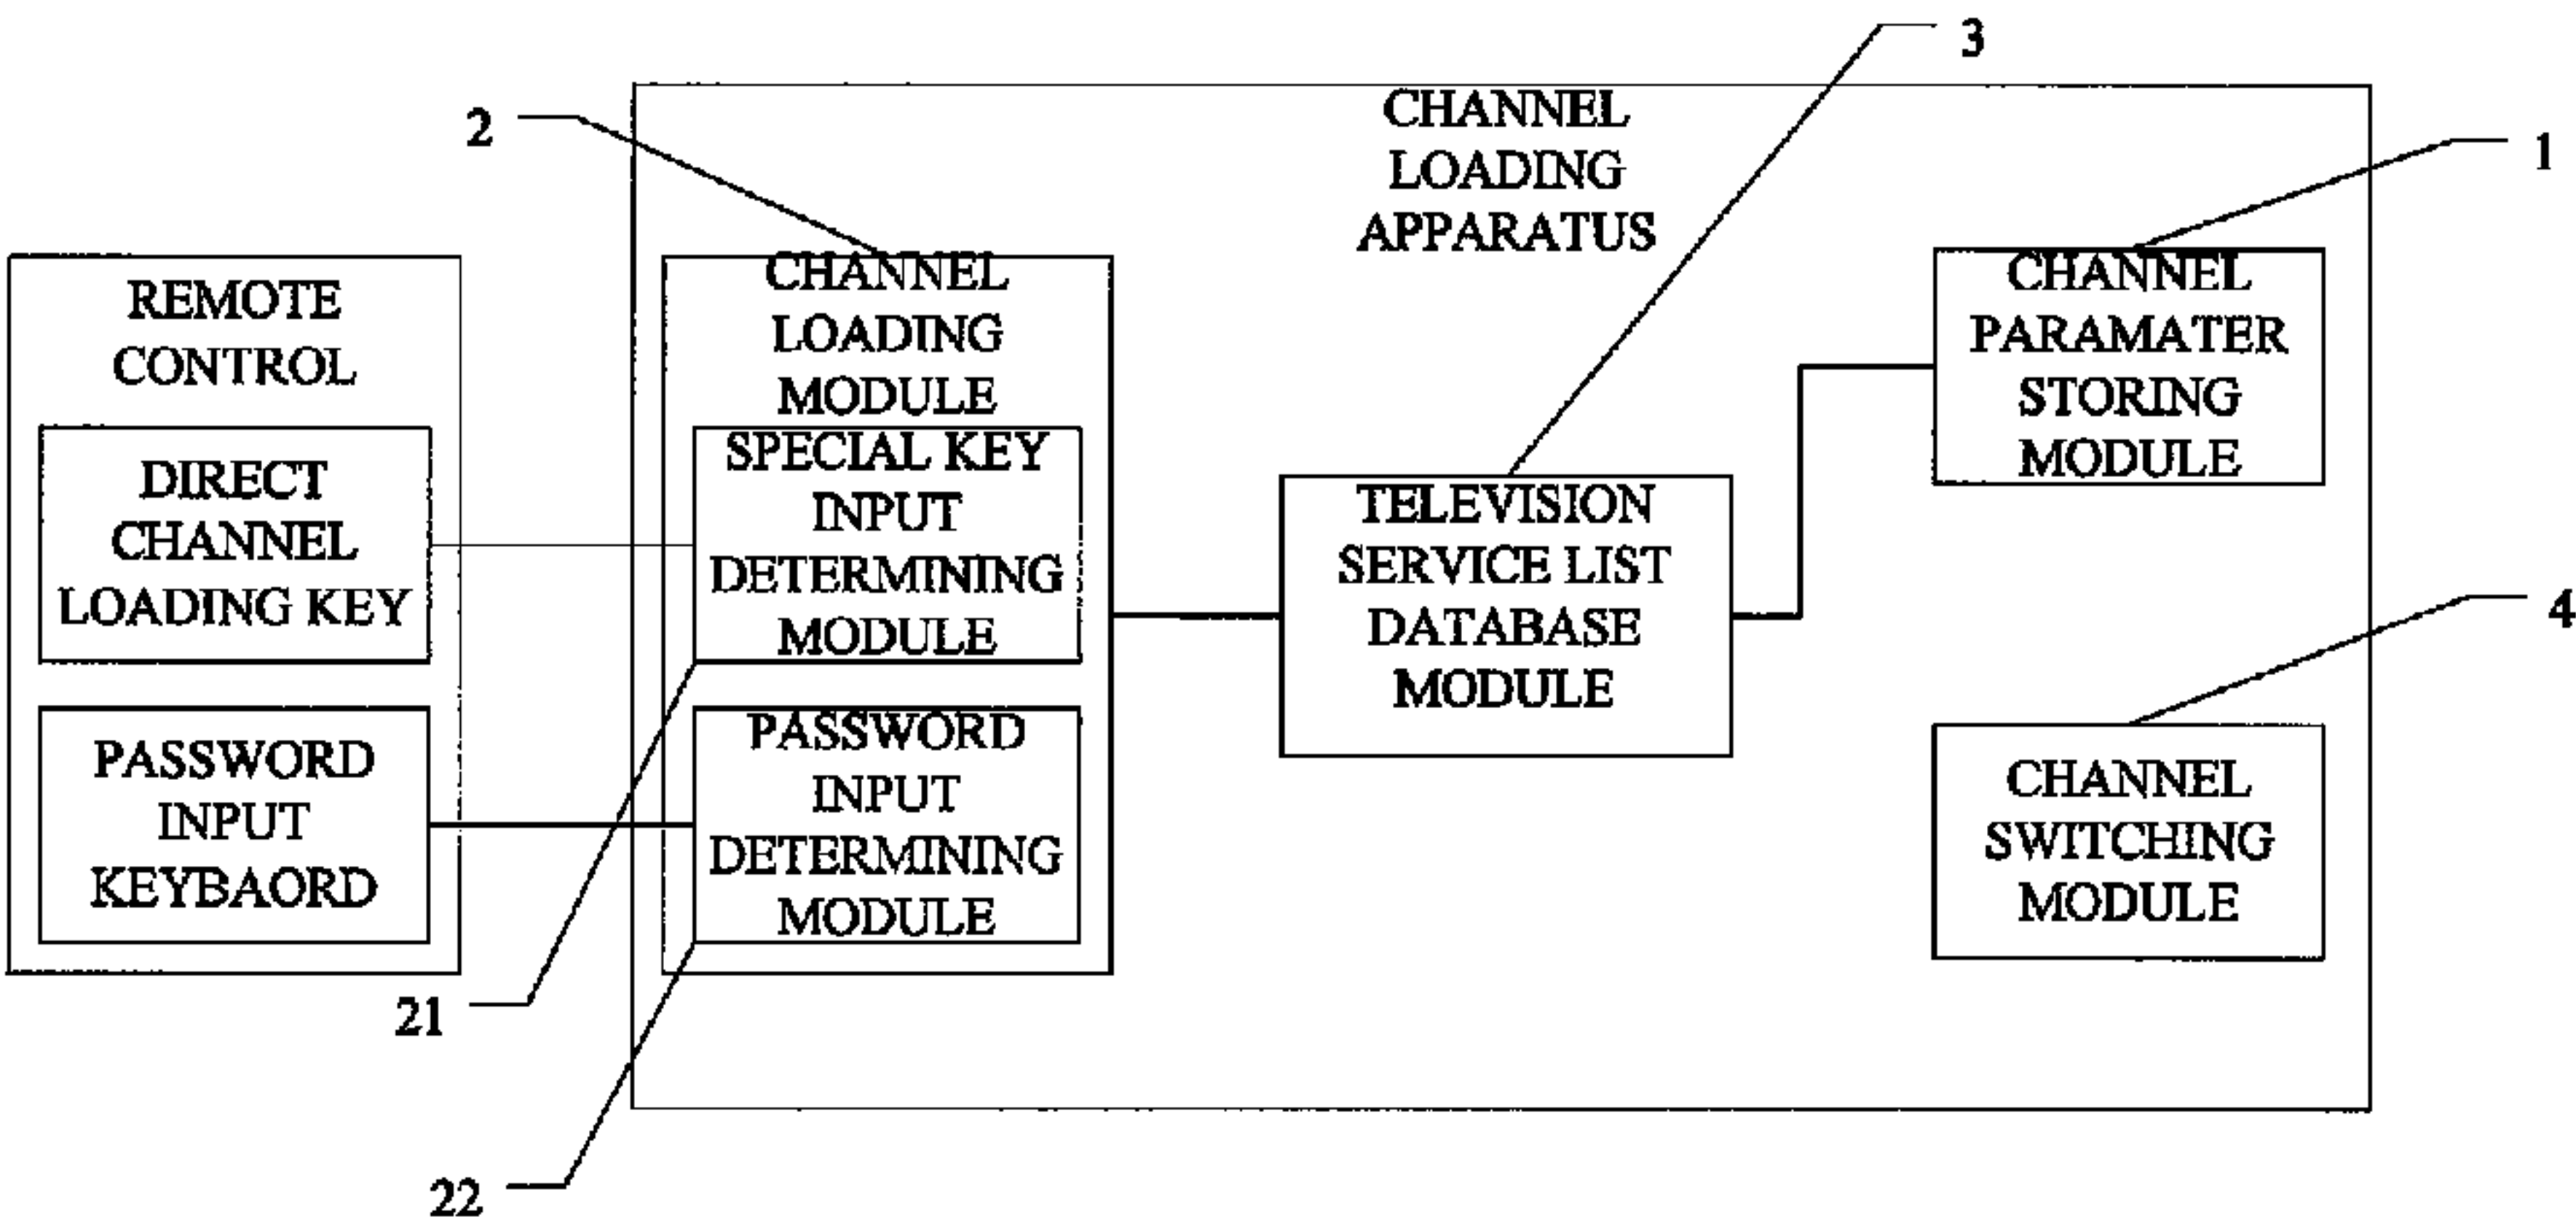 3
CHANNEL
LOADING
APPARATUS
2
1
REMOTE
CONTROL
DIRECT
CHANNEL
LOADING KEY
PASSWORD
INPUT
KEYBAORD
CHANNEL
LOADING
MODULE
SPECIAL KEY
INPUT
DETERMINING
MODULE
PASSWORD
INPUT
DETERMINING
MODULE
TELEVISION
SERVICE LIST
DATABASE
MODULE
CHANNEL
PARAMATER
STORING
MODULE
4
CHANNEL
SWITCHING
MODULE
21
22